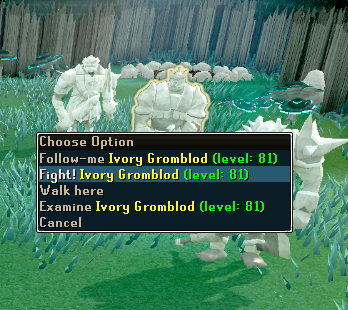 Choose Option
Follow-me Ivory Gromblod (level: 81)
Fight! Ivory Gromblod (level: 81)
Walk here
Examine Ivory Gromblod (level: 81)
Cancel